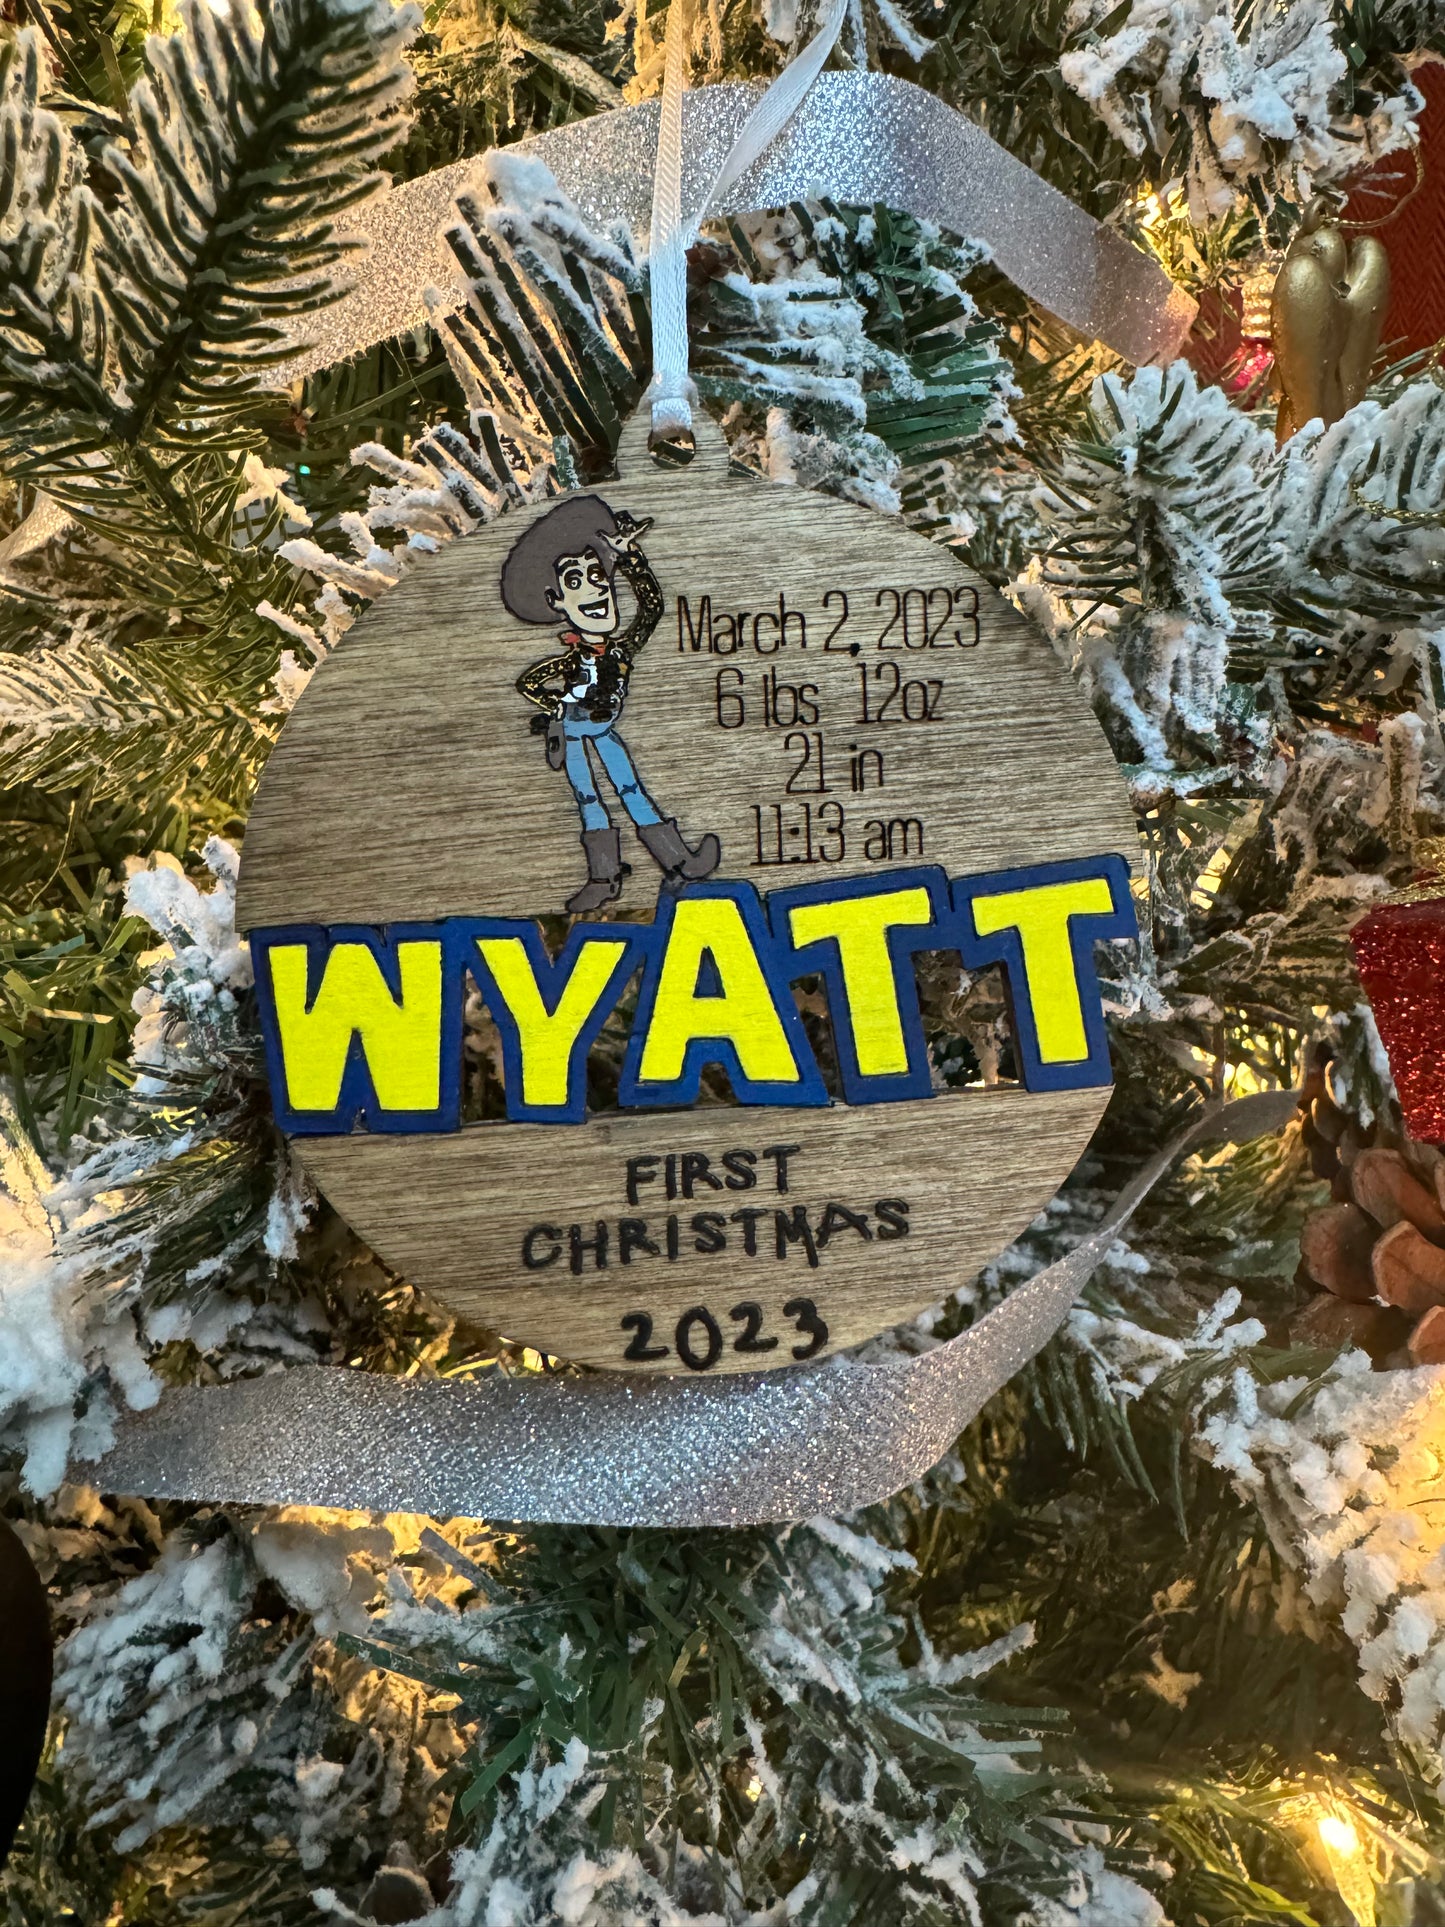 March 2, 2023
6 lbs 12oz
21 in
11:13 am
WYATT
FIRST
CHRISTMAS
2023